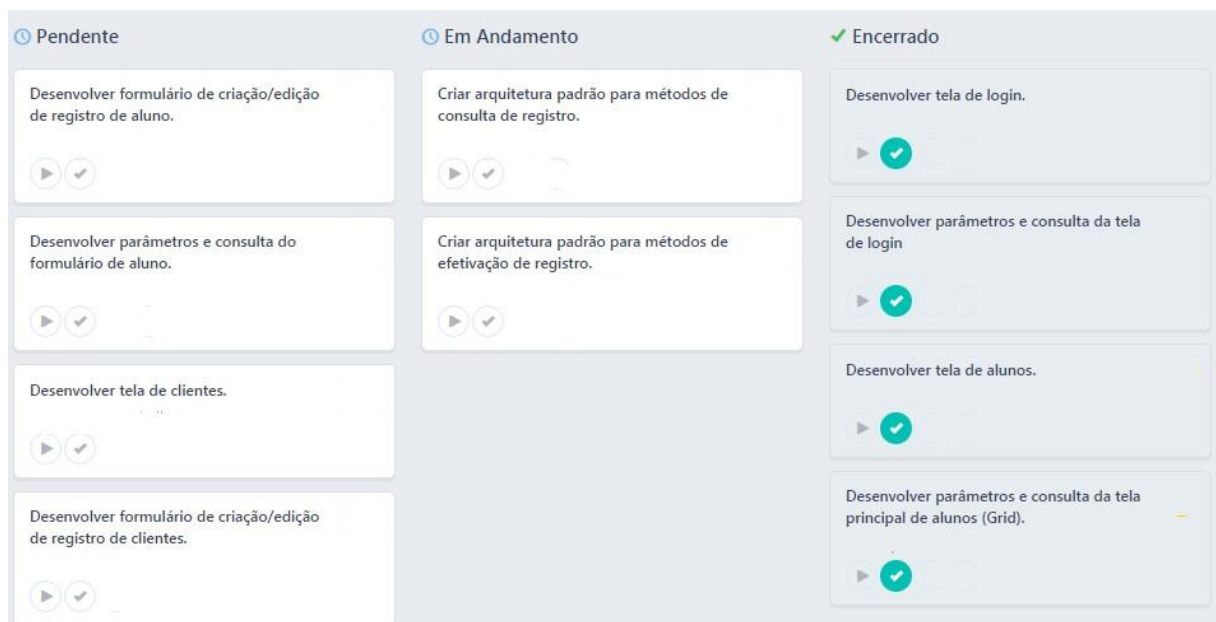 Pendente
Desenvolver formulário de criação/edição
de registro de aluno.
Desenvolver parâmetros e consulta do
formulário de aluno.
Desenvolver tela de clientes.
Desenvolver formulário de criação/edição
de registro de clientes.
Em Andamento
Criar arquitetura padrão para métodos de
consulta de registro.
Criar arquitetura padrão para métodos de
efetivação de registro.
Encerrado
Desenvolver tela de login.
Desenvolver parâmetros e consulta da tela
de login
Desenvolver tela de alunos.
Desenvolver parâmetros e consulta da tela
principal de alunos (Grid).